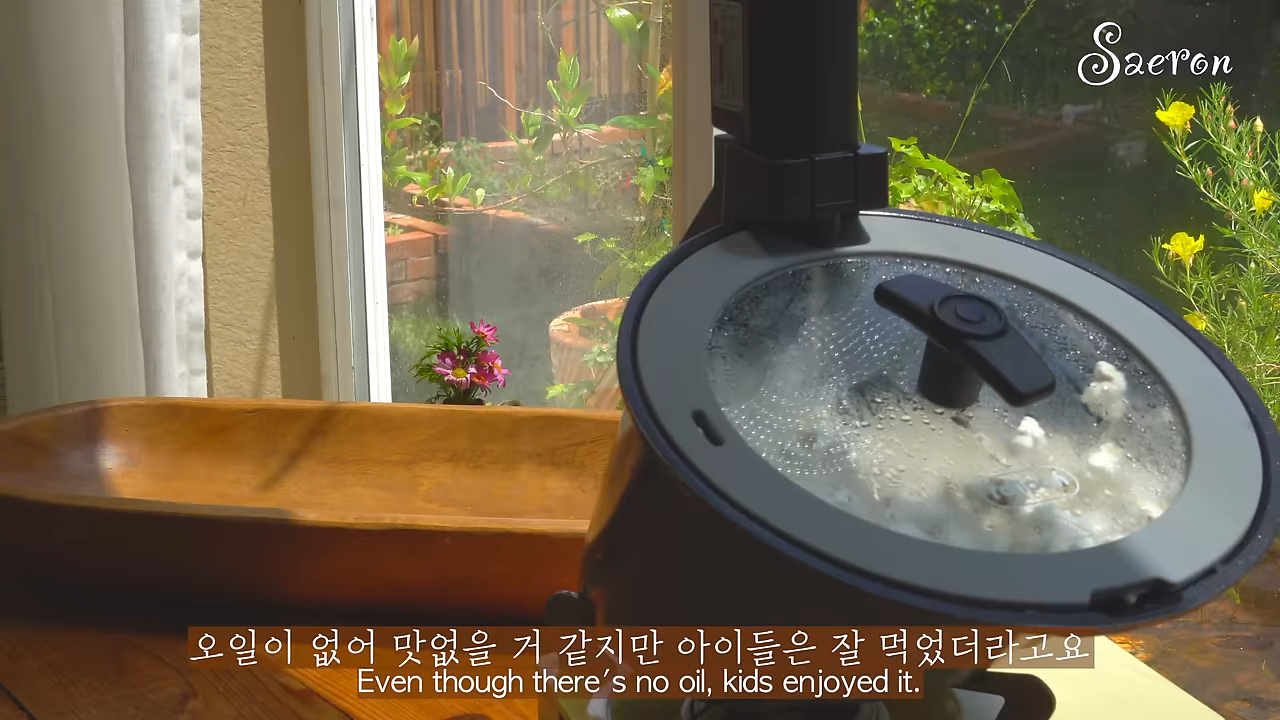 Saeron
오일이 없어 맛없을 거 같지만 아이들은 잘 먹었더라고요
Even though there's no oil, kids enjoyed it.